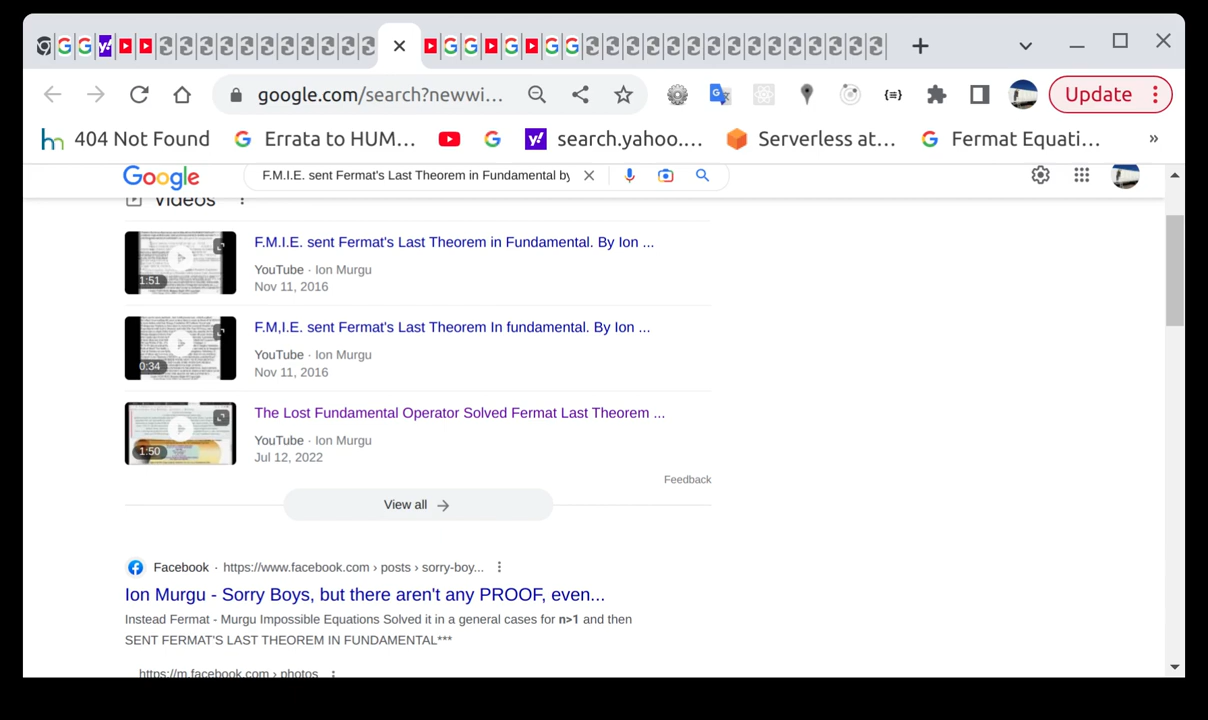 google.com/search?newwi...
Update
404 Not Found
Errata to HUM...
search.yahoo....
Serverless at...
Fermat Equati...
»
Google
F.M.I.E. sent Fermat's Last Theorem in Fundamental by
Videos
F.M.I.E. sent Fermat's Last Theorem in Fundamental. By Ion ...
YouTube · Ion Murgu
1:51
Nov 11, 2016
F.M,I.E. sent Fermat's Last Theorem In fundamental. By Ion ...
YouTube · Ion Murgu
0:34
Nov 11, 2016
The Lost Fundamental Operator Solved Fermat Last Theorem ...
YouTube · Ion Murgu
1:50
Jul 12, 2022
Feedback
View all
Facebook · https://www.facebook.com › posts › sorry-boy...
Ion Murgu - Sorry Boys, but there aren't any PROOF, even...
Instead Fermat - Murgu Impossible Equations Solved it in a general cases for n>1 and then
SENT FERMAT'S LAST THEOREM IN FUNDAMENTAL***
https://m.facebook.com › photos